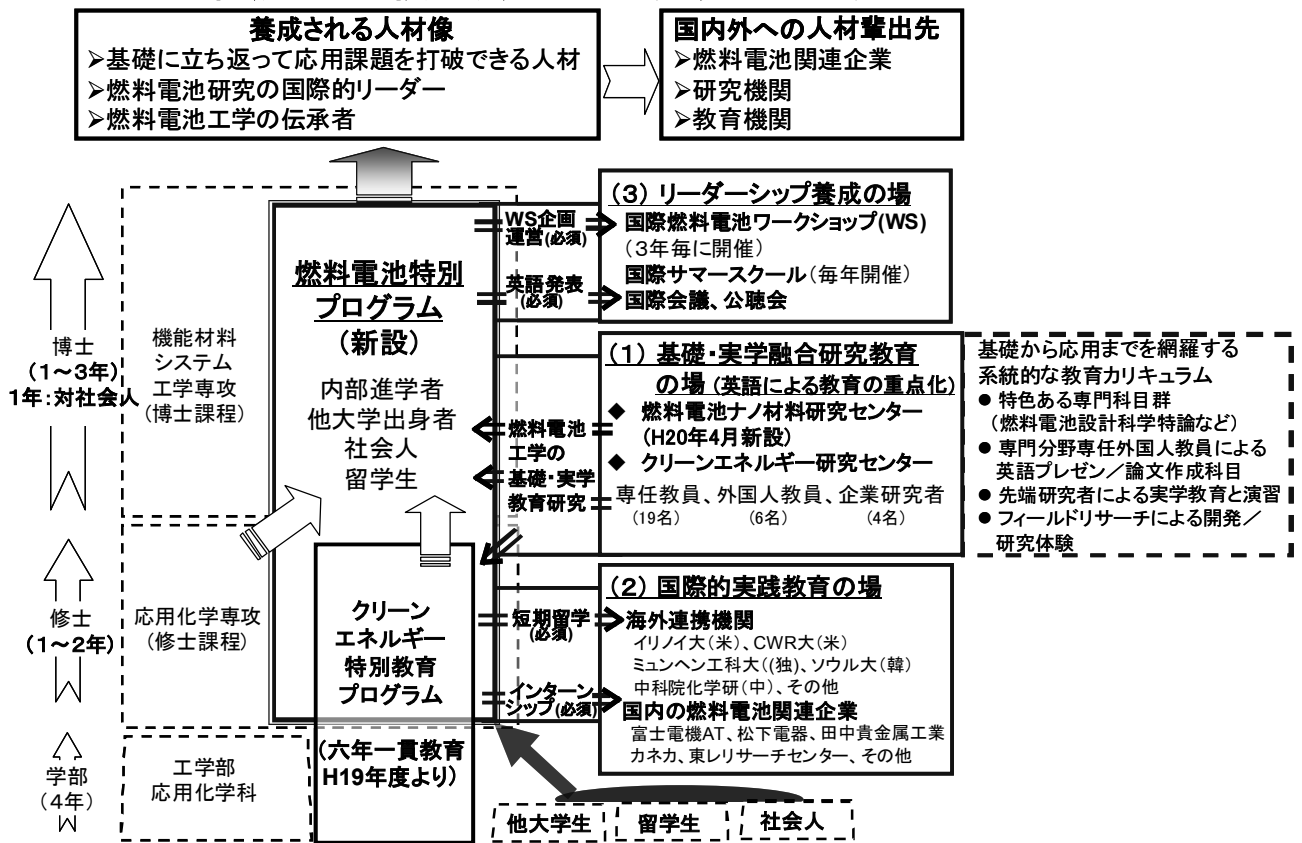 養成される人材像
➢基礎に立ち返って応用課題を打破できる人材
➢燃料電池研究の国際的リーダー
➢燃料電池工学の伝承者
国内外への人材輩出先
➢燃料電池関連企業
➢研究機関
➢教育機関
博士
(1～3年)
1年:対社会人
修士
(1～2年)
学部
(4年)
機能材料
システム
工学専攻
(博士課程)
応用化学専攻
(修士課程)
工学部
応用化学科
燃料電池特別
プログラム
(新設)
内部進学者
他大学出身者
社会人
留学生
クリーン
エネルギー
特別教育
プログラム
(六年一貫教育
H19年度より)
WS企画
運営(必須)
英語発表
(必須)
燃料電池
工学の
基礎・実学
教育研究
短期留学
(必須)
インターン
シップ(必須)
(3) リーダーシップ養成の場
国際燃料電池ワークショップ(WS)
(3年毎に開催)
国際サマースクール(毎年開催)
国際会議、公聴会
(1) 基礎・実学融合研究教育
の場 (英語による教育の重点化)
◆ 燃料電池ナノ材料研究センター
(H20年4月新設)
◆ クリーンエネルギー研究センター
専任教員、外国人教員、企業研究者
(19名) (6名) (4名)
基礎から応用までを網羅する
系統的な教育カリキュラム
● 特色ある専門科目群
(燃料電池設計科学特論など)
● 専門分野専任外国人教員による
英語プレゼン／論文作成科目
● 先端研究者による実学教育と演習
● フィールドリサーチによる開発／
研究体験
(2) 国際的実践教育の場
海外連携機関
イリノイ大(米)、CWR大(米)
ミュンヘン工科大((独)、ソウル大(韓)
中科院化学研(中)、その他
国内の燃料電池関連企業
富士電機AT、松下電器、田中貴金属工業
カネカ、東レリサーチセンター、その他
他大学生
留学生
社会人